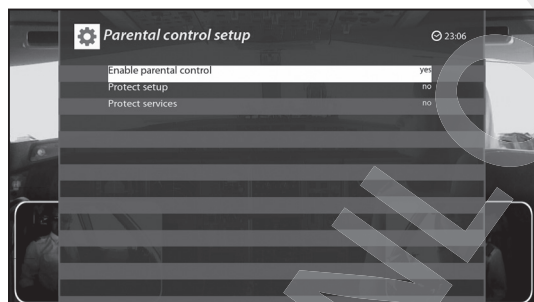 Parental control setup
23:06
Enable parental control yes
Protect setup no
Protect services no